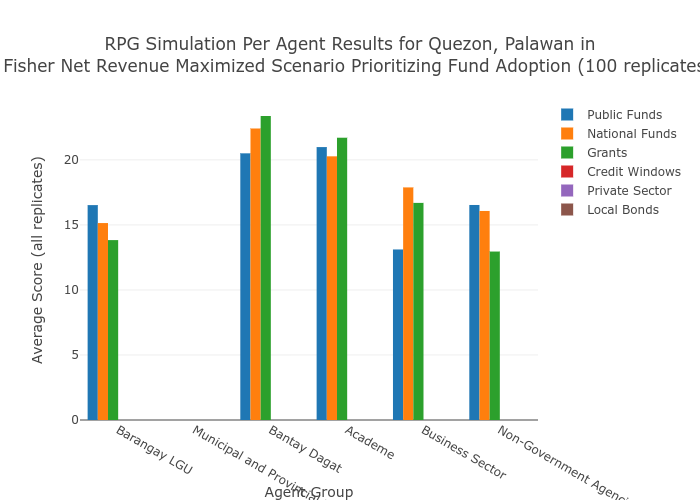 RPG Simulation Per Agent Results for Quezon, Palawan in
Fisher Net Revenue Maximized Scenario Prioritizing Fund Adoption (100 replicates
Public Funds
National Funds
Grants
Credit Windows
Private Sector
Local Bonds
Average Score (all replicates)
20
15
10
5
0
Barangay LGU
Municipal and Provincial
Bantay Dagat
Academe
Business Sector
Non-Government Agenci
Agent Group